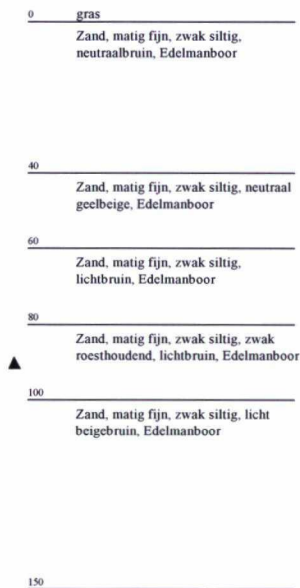 0 gras
Zand, matig fijn, zwak siltig,
neutraalbruin, Edelmanboor
40
Zand, matig fijn, zwak siltig, neutraal
geelbeige, Edelmanboor
60
Zand, matig fijn, zwak siltig,
lichtbruin, Edelmanboor
80
Zand, matig fijn, zwak siltig, zwak
roesthoudend, lichtbruin, Edelmanboor
100
Zand, matig fijn, zwak siltig, licht
beigebruin, Edelmanboor
150